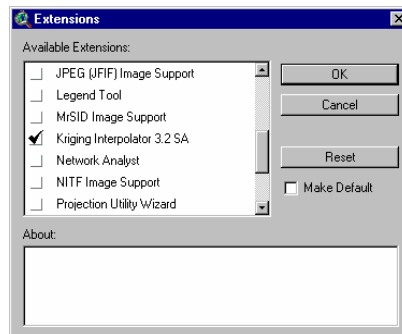 Extensions
Available Extensions:
JPEG (JFIF) Image Support
Legend Tool
MrSID Image Support
Kriging Interpolator 3.2 SA
Network Analyst
NITF Image Support
Projection Utility Wizard
OK
Cancel
Reset
Make Default
About: